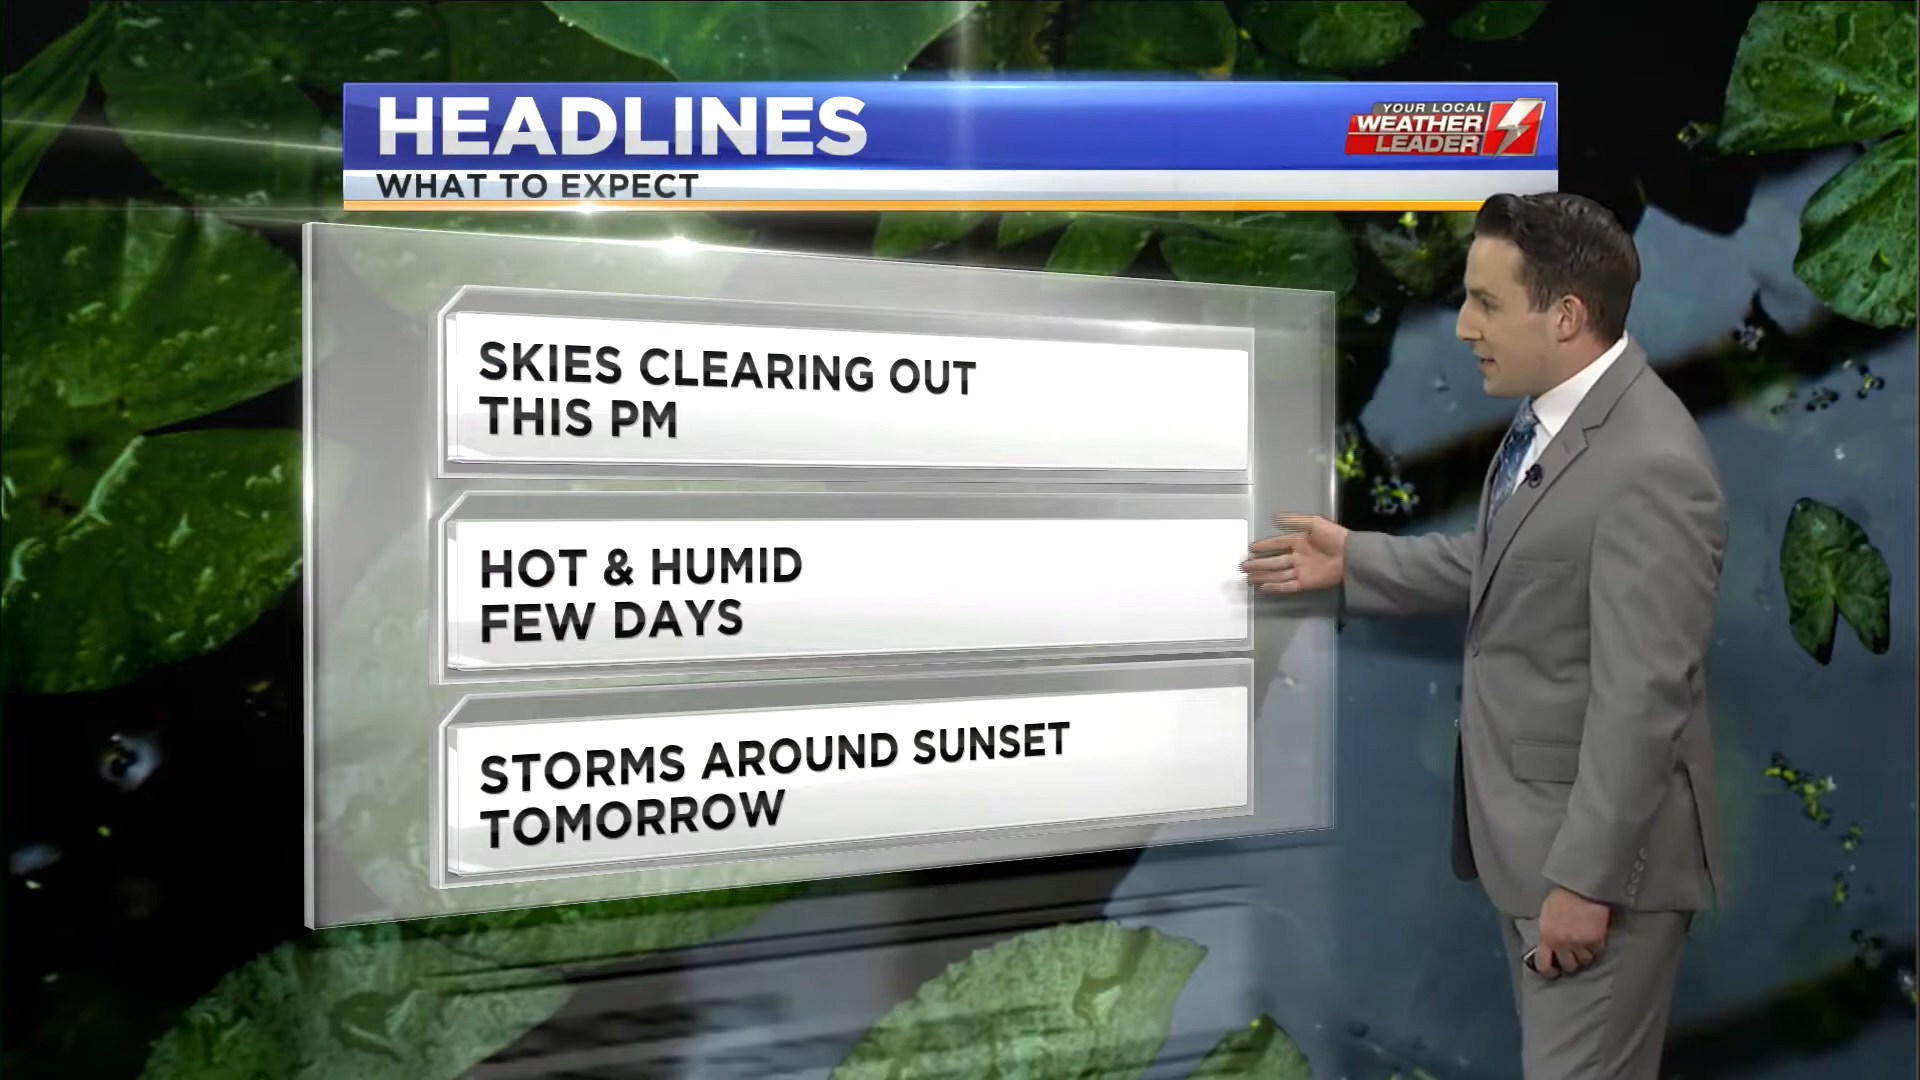 HEADLINES
WHAT TO EXPECT
YOUR LOCAL
WEATHER
LEADER
SKIES CLEARING OUT
THIS PM
HOT & HUMID
FEW DAYS
STORMS AROUND SUNSET
TOMORROW